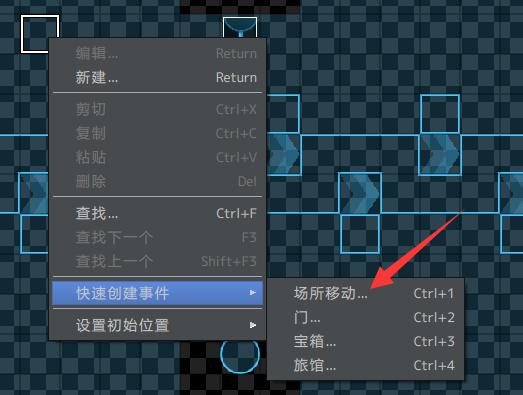 编辑... Return
新建... Return
剪切 Ctrl+X
复制 Ctrl+C
粘贴 Ctrl+V
删除 Del
查找... Ctrl+F
查找下一个 F3
查找上一个 Shift+F3
快速创建事件
场所移动... Ctrl+1
门... Ctrl+2
宝箱... Ctrl+3
旅馆... Ctrl+4
设置初始位置